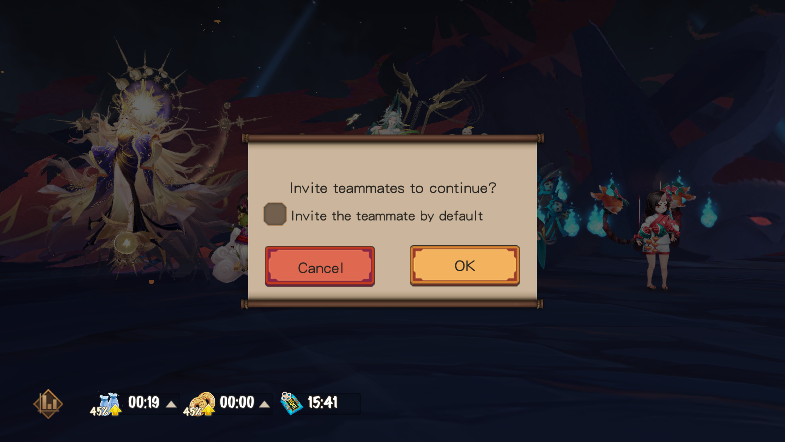 Invite teammates to continue?
Invite the teammate by default
Cancel
OK
45% 00:19 45% 00:00 15:41